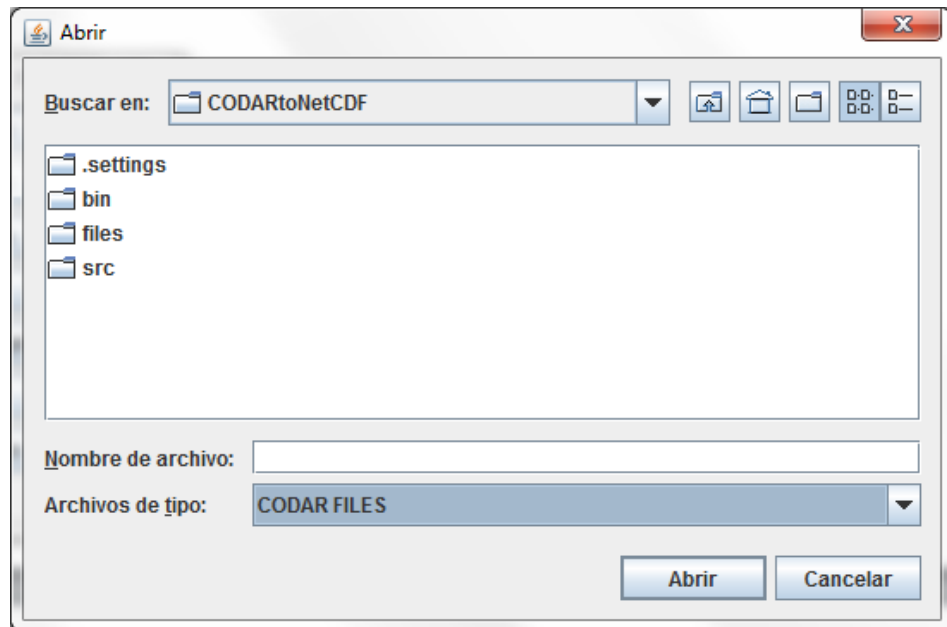 Abrir
Buscar en: CODARtoNetCDF
.settings
bin
files
src
Nombre de archivo:
Archivos de tipo: CODAR FILES
Abrir Cancelar